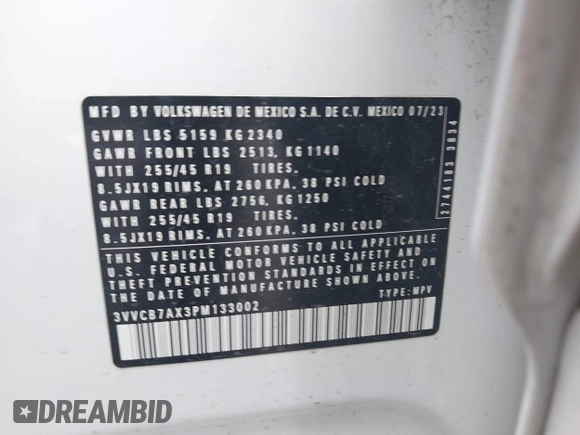 MFD BY VOLKSWAGEN DE MEXICO S.A. DE C.V. MEXICO 07/23
GVWR LBS 5159 KG 2340
GAWR FRONT LBS 2513, KG 1140
WITH 255/45 R19 TIRES.
8.5JX19 RIMS. AT 260 KPA, 38 PSI COLD
GAWR REAR LBS 2756, KG 1250
WITH 255/45 R19 TIRES.
8.5JX19 RIMS. AT 260 KPA, 38 PSI COLD
THIS VEHICLE CONFORMS TO ALL APPLICABLE
U.S. FEDERAL MOTOR VEHICLE SAFETY AND
THEFT PREVENTION STANDARDS IN EFFECT ON
THE DATE OF MANUFACTURE SHOWN ABOVE.
3VVCB7AX3PM133002 TYPE: MPV
2744183 3834
DREAMBID